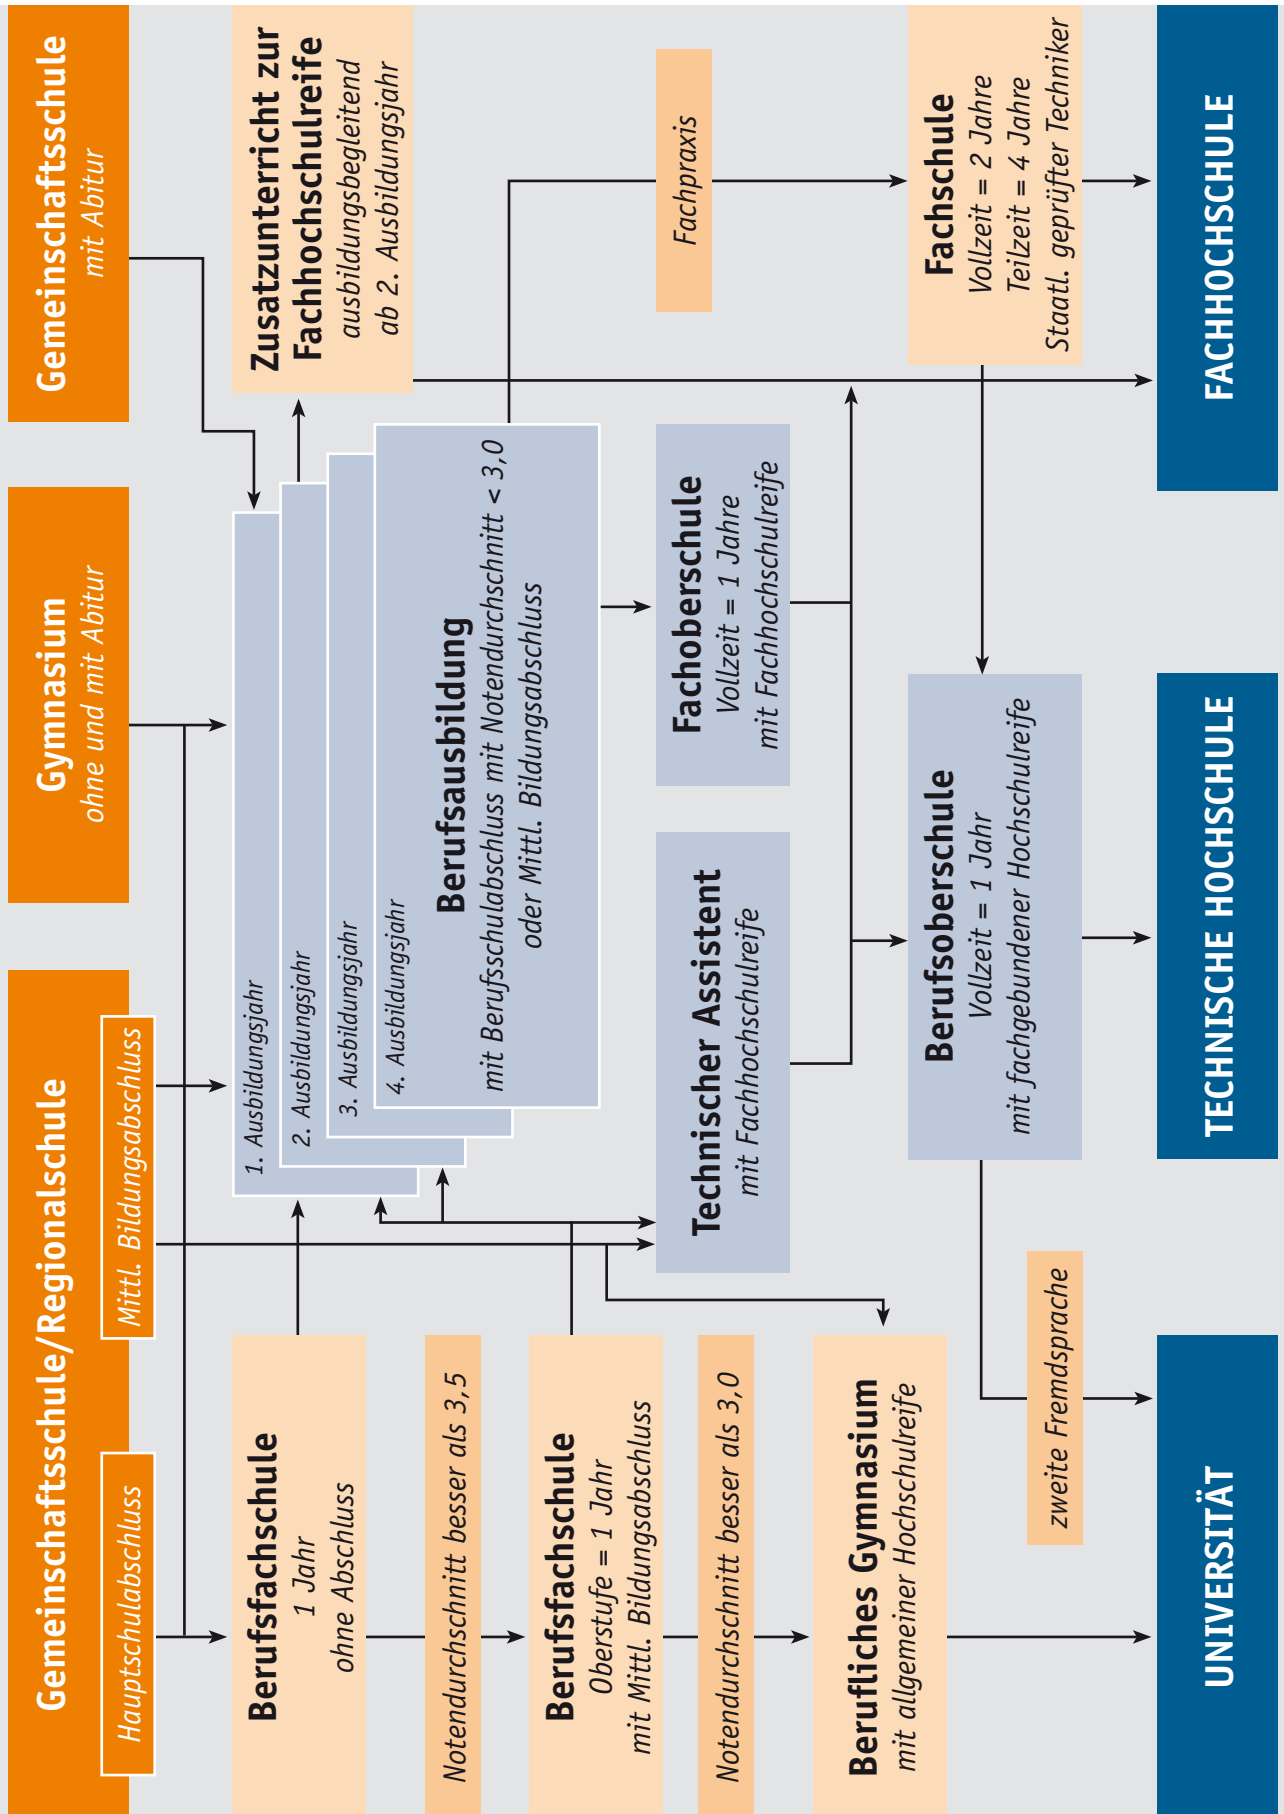 Gemeinschaftsschule/Regionalschule
Hauptschulabschluss
Mittl. Bildungsabschluss
Gymnasium
ohne und mit Abitur
Gemeinschaftsschule
mit Abitur
Berufsfachschule
1 Jahr
ohne Abschluss
Notendurchschnitt besser als 3,5
Berufsfachschule
Oberstufe = 1 Jahr
mit Mittl. Bildungsabschluss
Notendurchschnitt besser als 3,0
Berufliches Gymnasium
mit allgemeiner Hochschulreife
1. Ausbildungsjahr
2. Ausbildungsjahr
3. Ausbildungsjahr
4. Ausbildungsjahr
Berufsausbildung
mit Berufsschulabschluss mit Notendurchschnitt < 3,0
oder Mittl. Bildungsabschluss
Zusatzunterricht zur
Fachhochschulreife
ausbildungsbegleitend
ab 2. Ausbildungsjahr
Technischer Assistent
mit Fachhochschulreife
Fachoberschule
Vollzeit = 1 Jahre
mit Fachhochschulreife
Fachpraxis
Berufsoberschule
Vollzeit = 1 Jahr
mit fachgebundener Hochschulreife
Fachschule
Vollzeit = 2 Jahre
Teilzeit = 4 Jahre
Staatl. geprüfter Techniker
zweite Fremdsprache
UNIVERSITÄT
TECHNISCHE HOCHSCHULE
FACHHOCHSCHULE